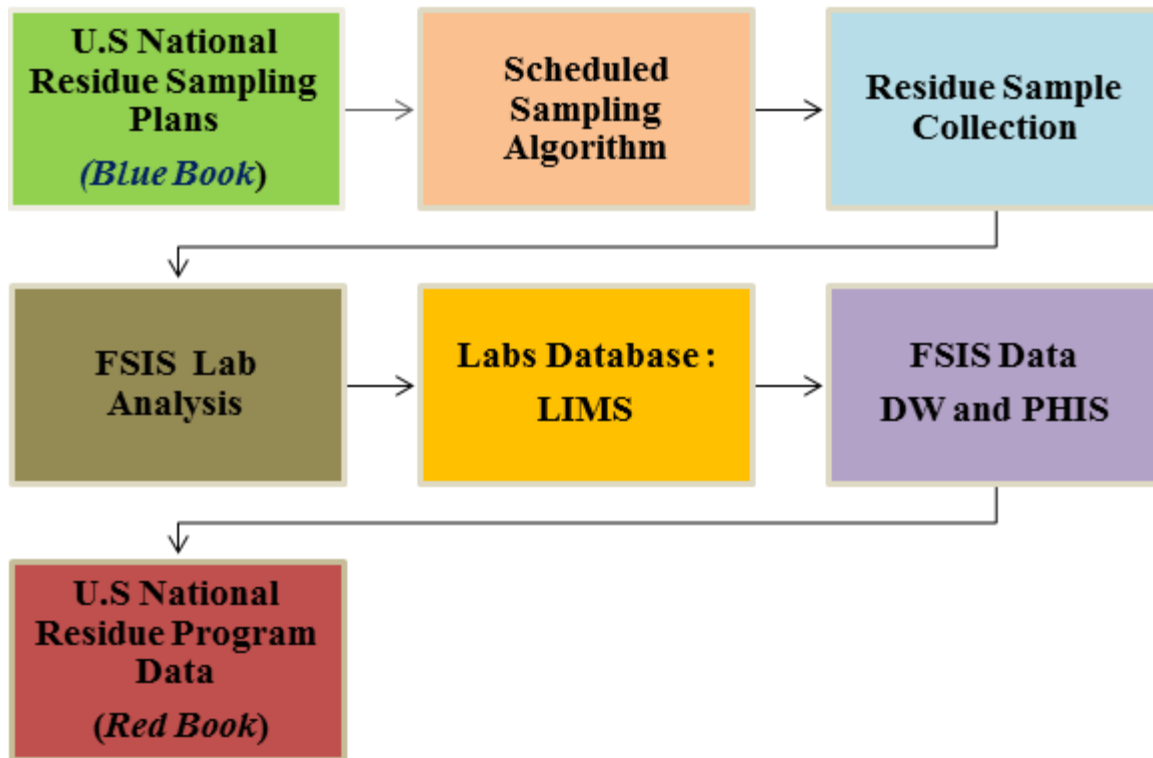 U.S National
Residue Sampling
Plans
(Blue Book)
Scheduled
Sampling
Algorithm
Residue Sample
Collection
FSIS Lab
Analysis
Labs Database :
LIMS
FSIS Data
DW and PHIS
U.S National
Residue Program
Data
(Red Book)